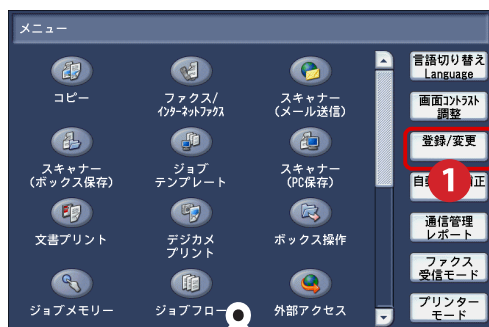 メニュー
コピー
ファクス/
インターネットファクス
スキャナー
(メール送信)
スキャナー
(ボックス保存)
ジョブ
テンプレート
スキャナー
(PC保存)
文書プリント
デジカメ
プリント
ボックス操作
ジョブメモリー
ジョブフロー
外部アクセス
言語切り替え
Language
画面コントラスト
調整
登録/変更
1
自
正
通信管理
レポート
ファクス
受信モード
プリンター
モード